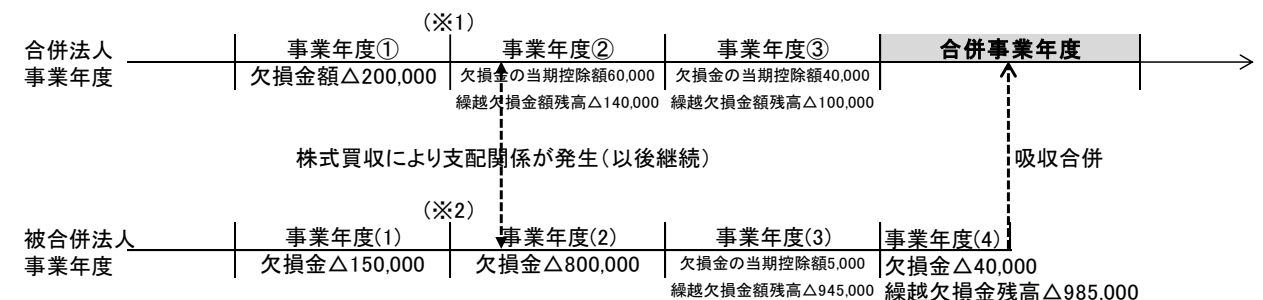 (※1)
合併法人 事業年度① 事業年度② 事業年度③ 合併事業年度
事業年度 欠損金額△200,000 欠損金の当期控除額60,000 欠損金の当期控除額40,000
繰越欠損金額残高△140,000 繰越欠損金額残高△100,000
株式買収により支配関係が発生(以後継続) 吸収合併
(※2)
被合併法人 事業年度(1) 事業年度(2) 事業年度(3) 事業年度(4)
事業年度 欠損金△150,000 欠損金△800,000 欠損金の当期控除額5,000 欠損金△40,000
繰越欠損金額残高△945,000 繰越欠損金残高△985,000